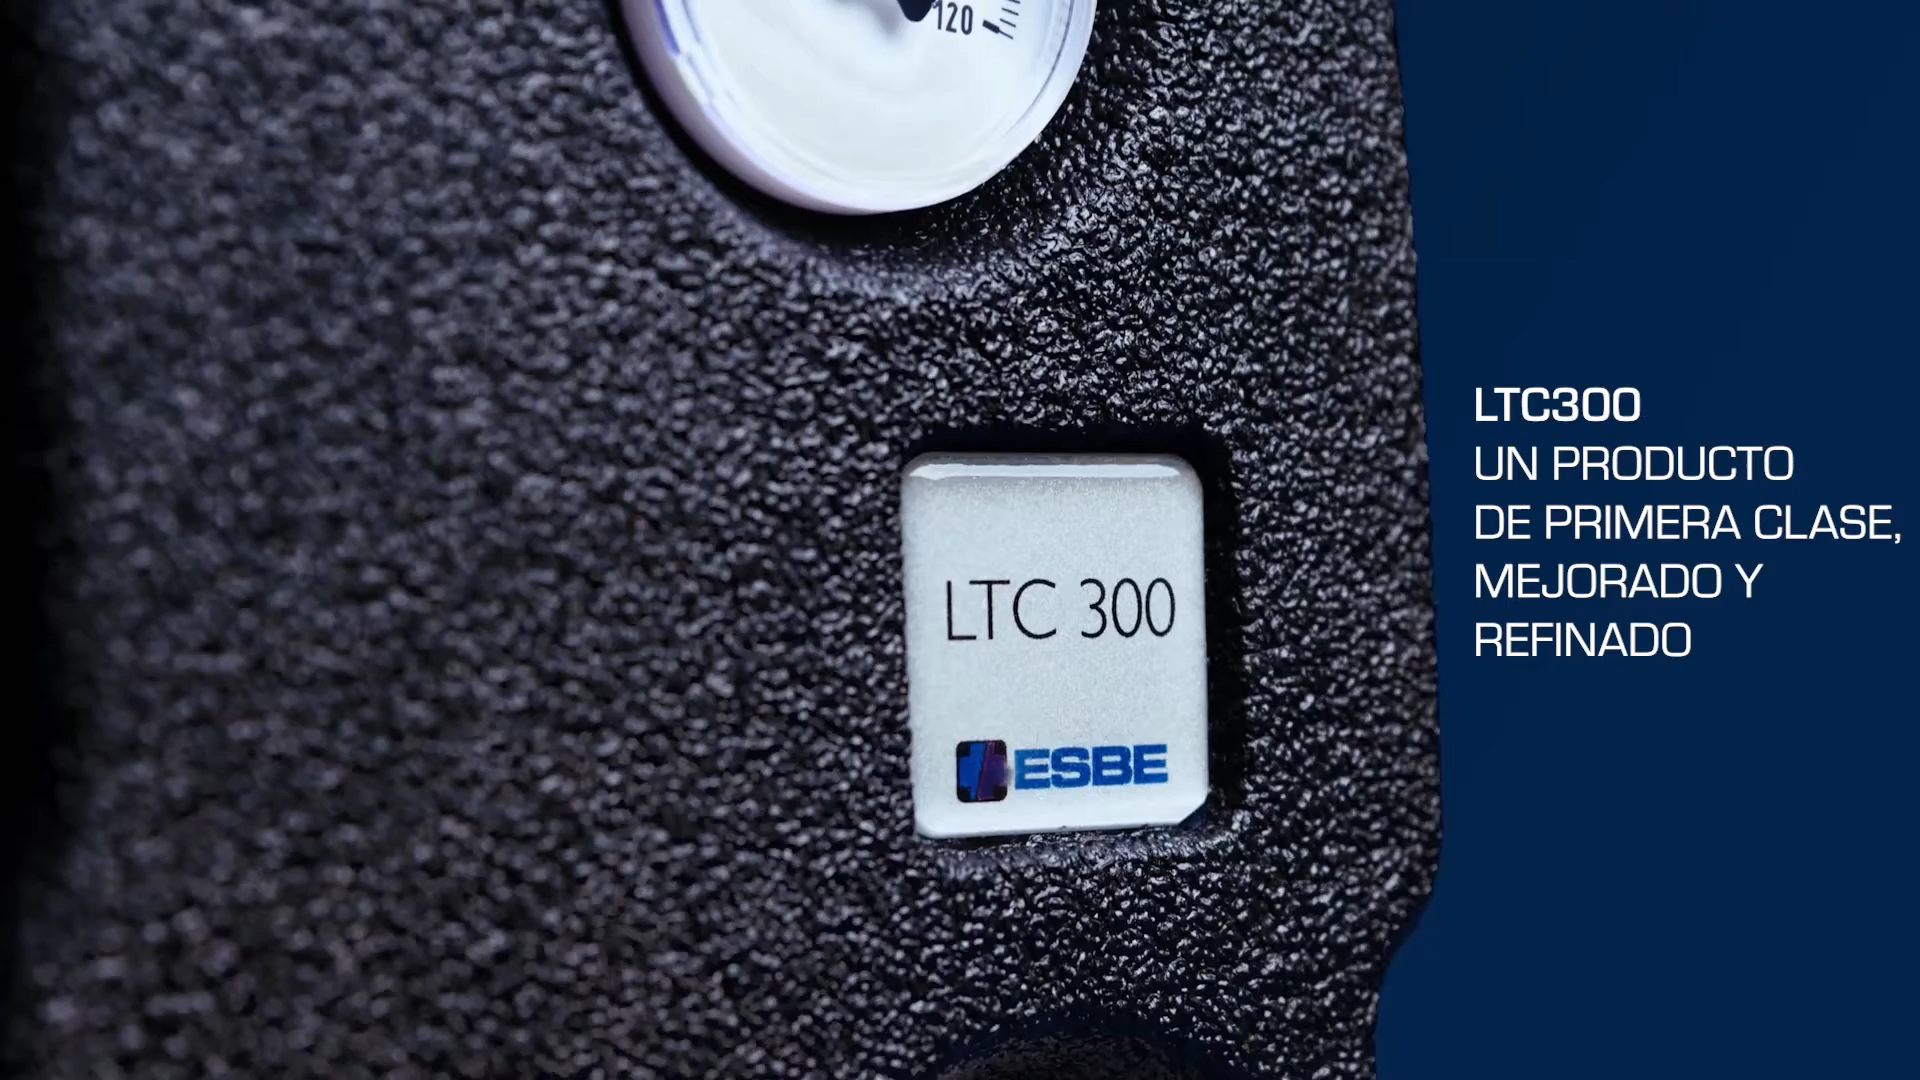 120
LTC 300
ESBE
LTC300
UN PRODUCTO
DE PRIMERA CLASE,
MEJORADO Y
REFINADO